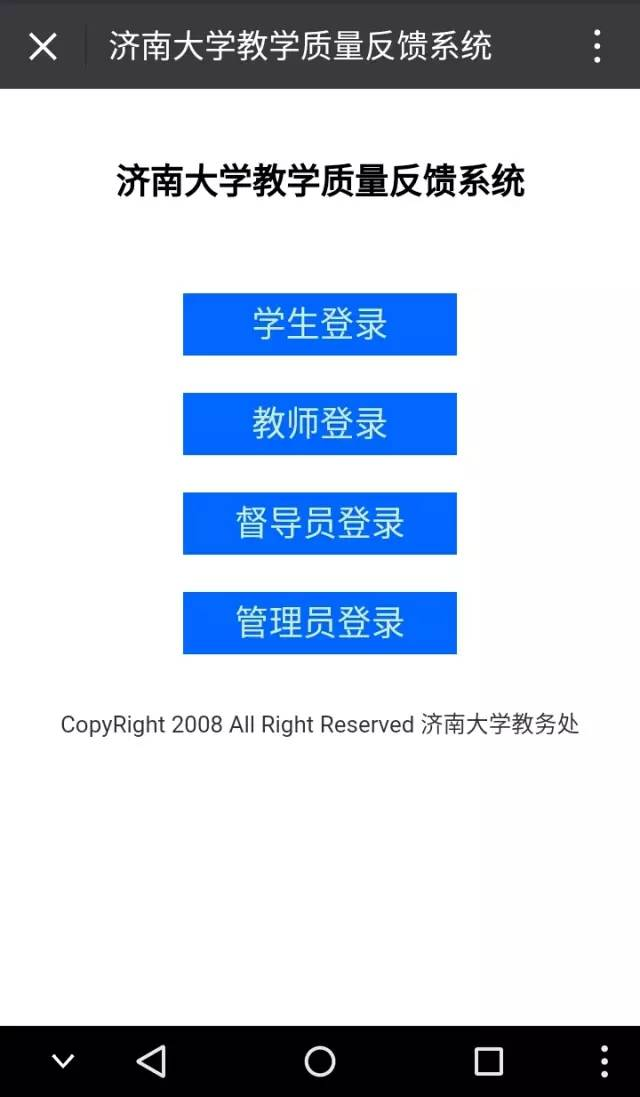 济南大学教学质量反馈系统
济南大学教学质量反馈系统
学生登录
教师登录
督导员登录
管理员登录
CopyRight 2008 All Right Reserved 济南大学教务处